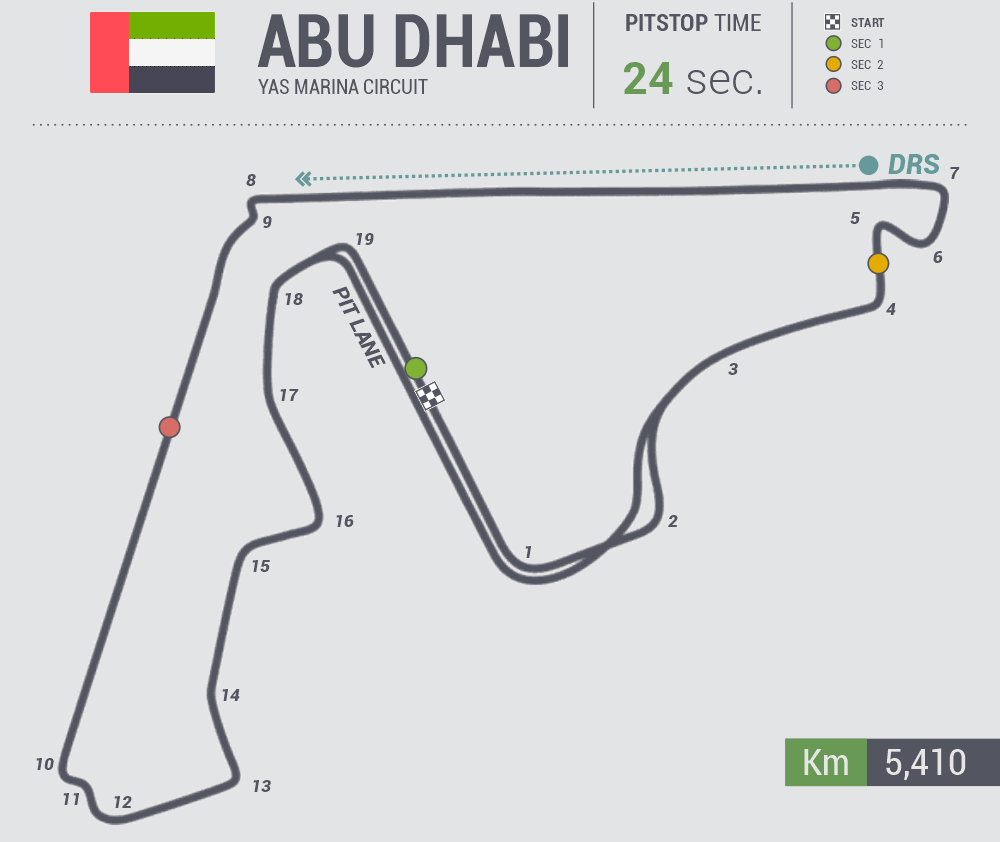 ABU DHABI
YAS MARINA CIRCUIT
PITSTOP TIME
24 sec.
START
SEC 1
SEC 2
SEC 3
DRS
7
8
9
5
6
19
18
4
PIT LANE
3
17
16
2
1
15
14
10
11
12
13
Km 5,410